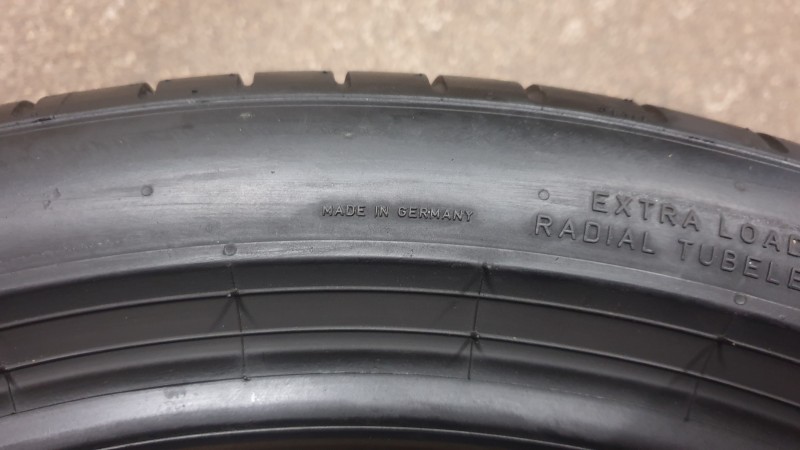 MADE IN GERMANY
EXTRA LOAD
RADIAL TUBELE